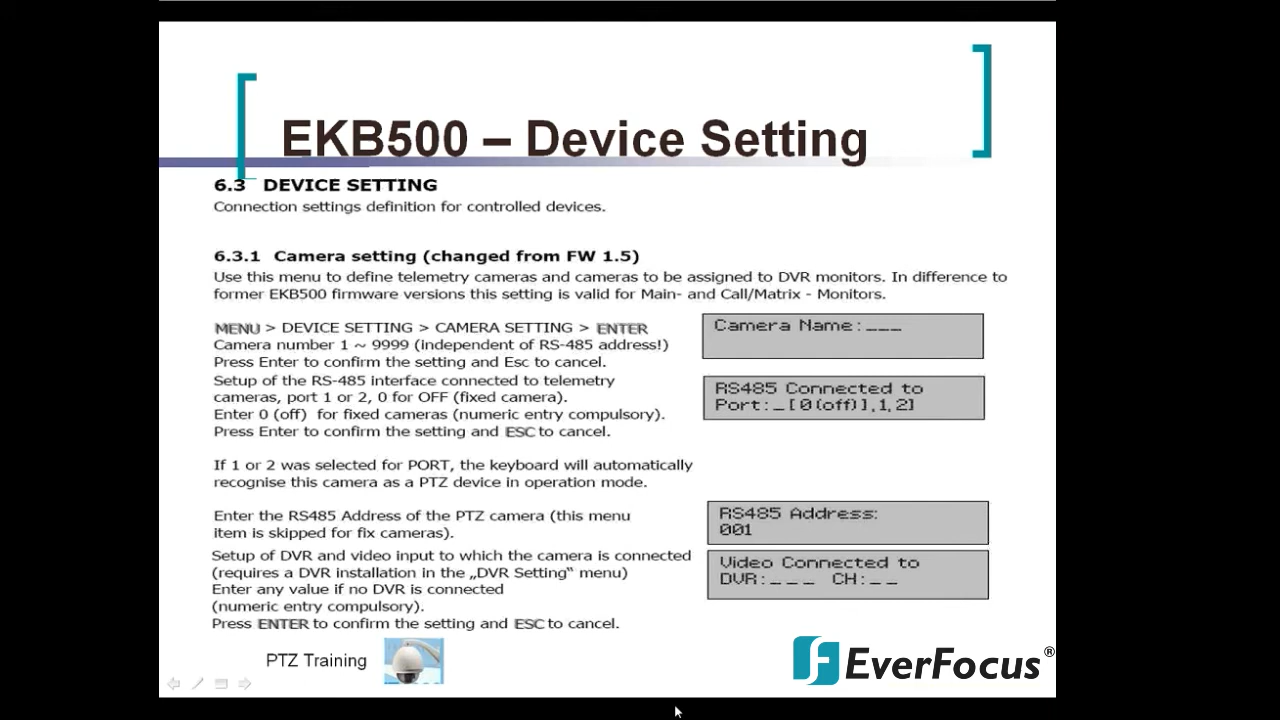 EKB500 – Device Setting
6.3 DEVICE SETTING
Connection settings definition for controlled devices.
6.3.1 Camera setting (changed from FW 1.5)
Use this menu to define telemetry cameras and cameras to be assigned to DVR monitors. In difference to
former EKB500 firmware versions this setting is valid for Main- and Call/Matrix - Monitors.
MENU > DEVICE SETTING > CAMERA SETTING > ENTER
Camera number 1 ~ 9999 (independent of RS-485 address!)
Press Enter to confirm the setting and Esc to cancel.
Camera Name:___
Setup of the RS-485 interface connected to telemetry
cameras, port 1 or 2, 0 for OFF (fixed camera).
Enter 0 (off) for fixed cameras (numeric entry compulsory).
Press Enter to confirm the setting and ESC to cancel.
RS485 Connected to
Port:_[0(off)],1,2]
If 1 or 2 was selected for PORT, the keyboard will automatically
recognise this camera as a PTZ device in operation mode.
Enter the RS485 Address of the PTZ camera (this menu
item is skipped for fix cameras).
RS485 Address:
001
Setup of DVR and video input to which the camera is connected
(requires a DVR installation in the „DVR Setting“ menu)
Enter any value if no DVR is connected
(numeric entry compulsory).
Press ENTER to confirm the setting and ESC to cancel.
Video Connected to
DVR:___ CH:__
PTZ Training
EverFocus®